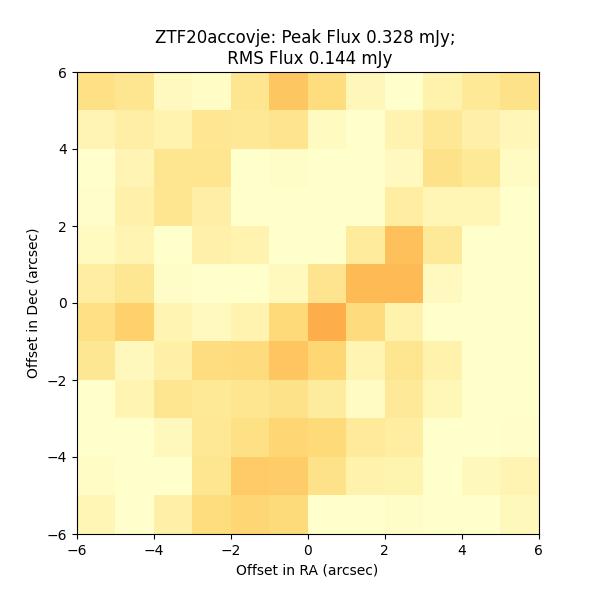 ZTF20accovje: Peak Flux 0.328 mJy;
RMS Flux 0.144 mJy
6
4
2
0
−2
−4
−6
Offset in Dec (arcsec)
−6 −4 −2 0 2 4 6
Offset in RA (arcsec)